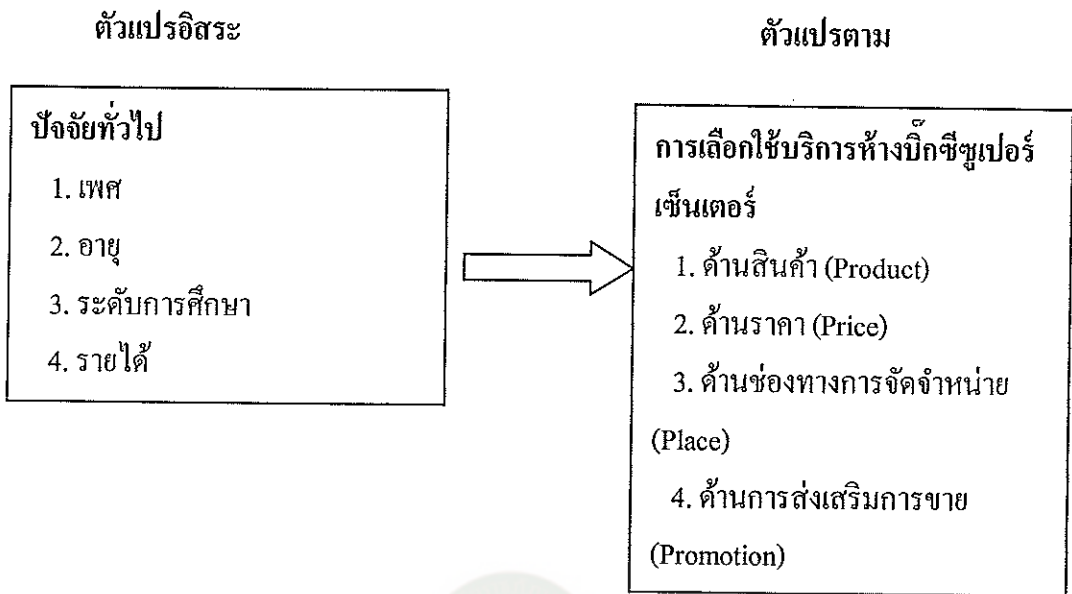 ตัวแปรอิสระ
ตัวแปรตาม
ปัจจัยทั่วไป
1. เพศ
2. อายุ
3. ระดับการศึกษา
4. รายได้
การเลือกใช้บริการห้างบิ๊กซีซูเปอร์
เซ็นเตอร์
1. ด้านสินค้า (Product)
2. ด้านราคา (Price)
3. ด้านช่องทางการจัดจำหน่าย
(Place)
4. ด้านการส่งเสริมการขาย
(Promotion)